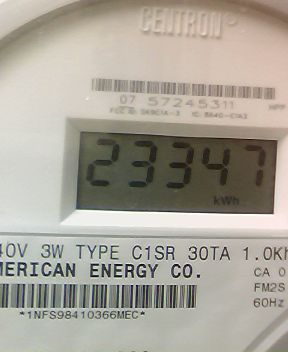 CENTRON®
07 57245311
23347
kWh
40V 3W TYPE C1SR 30TA 1.0Kh
MERICAN ENERGY CO.
CA 0
FM2S
60Hz
*1NFS98410366MEC*